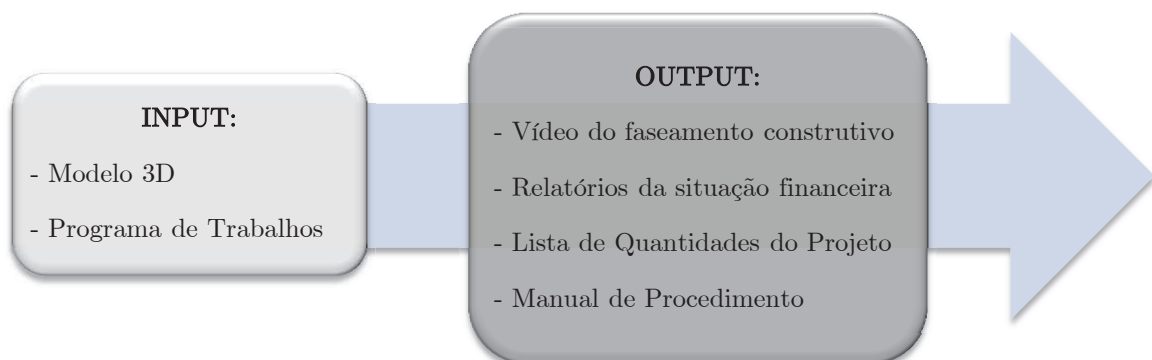 INPUT:
- Modelo 3D
- Programa de Trabalhos
OUTPUT:
- Vídeo do faseamento construtivo
- Relatórios da situação financeira
- Lista de Quantidades do Projeto
- Manual de Procedimento